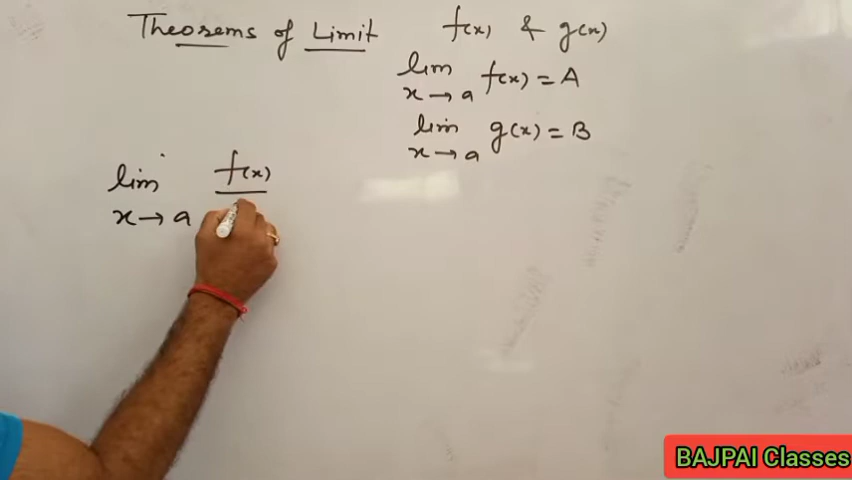 Theorems of Limit f(x) & g(x)
lim x→a f(x) = A
lim x→a g(x) = B
lim x→a f(x)
BAJPAI Classes